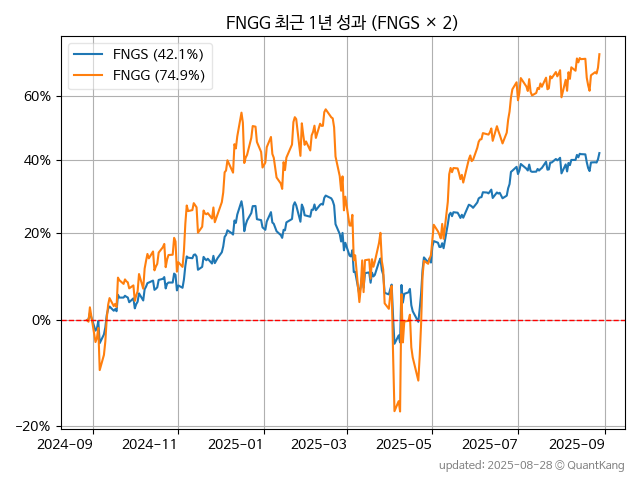 FNGG 최근 1년 성과 (FNGS × 2)
FNGS (42.1%)
FNGG (74.9%)
60%
40%
20%
0%
−20%
2024-09 2024-11 2025-01 2025-03 2025-05 2025-07 2025-09
updated: 2025-08-28 © QuantKang